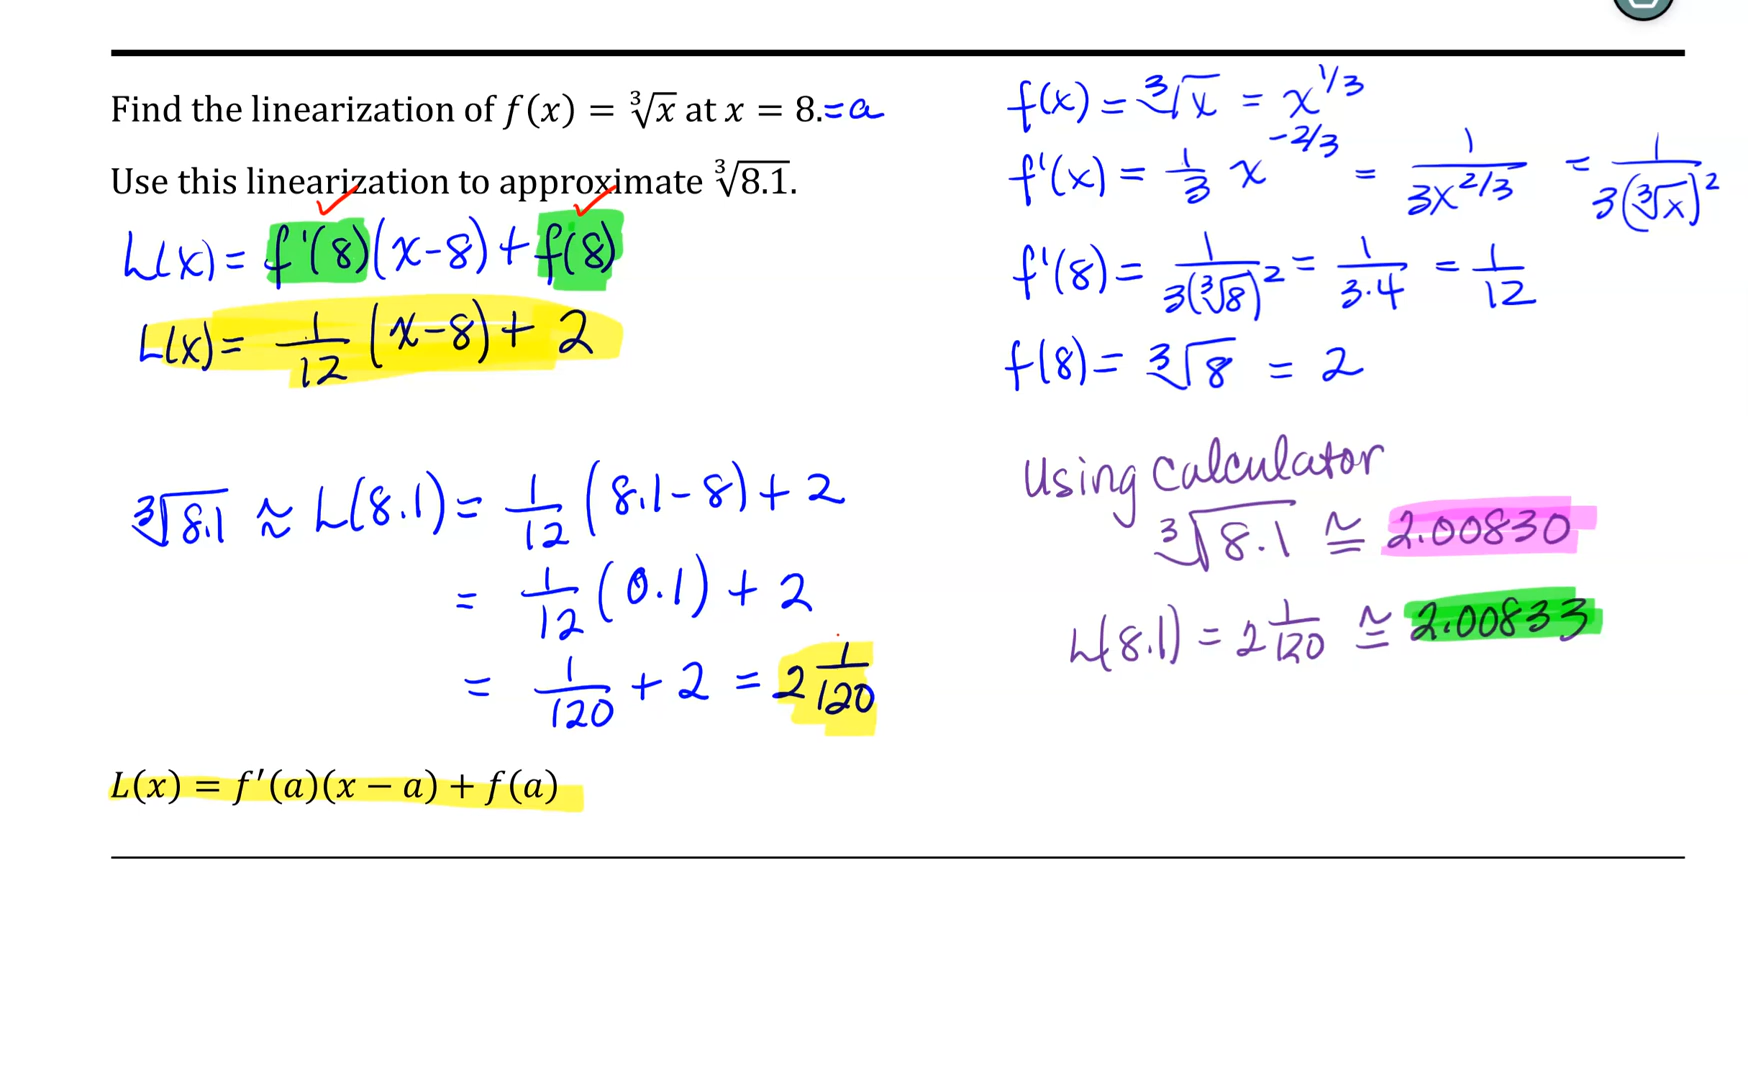 Find the linearization of f(x) = ∛x at x = 8. = a
Use this linearization to approximate ∛8.1.
L(x) = f'(8)(x-8) + f(8)
L(x) = 1/12 (x-8) + 2
∛8.1 ≈ L(8.1) = 1/12 (8.1-8) + 2
= 1/12 (0.1) + 2
= 1/120 + 2 = 2 1/120
L(x) = f′(a)(x − a) + f(a)
f(x) = ∛x = x^1/3
f'(x) = 1/3 x^-2/3 = 1/3x^2/3 = 1/3(∛x)^2
f'(8) = 1/3(∛8)^2 = 1/3·4 = 1/12
f(8) = ∛8 = 2
Using Calculator
∛8.1 ≅ 2.00830
L(8.1) = 2 1/120 ≅ 2.00833